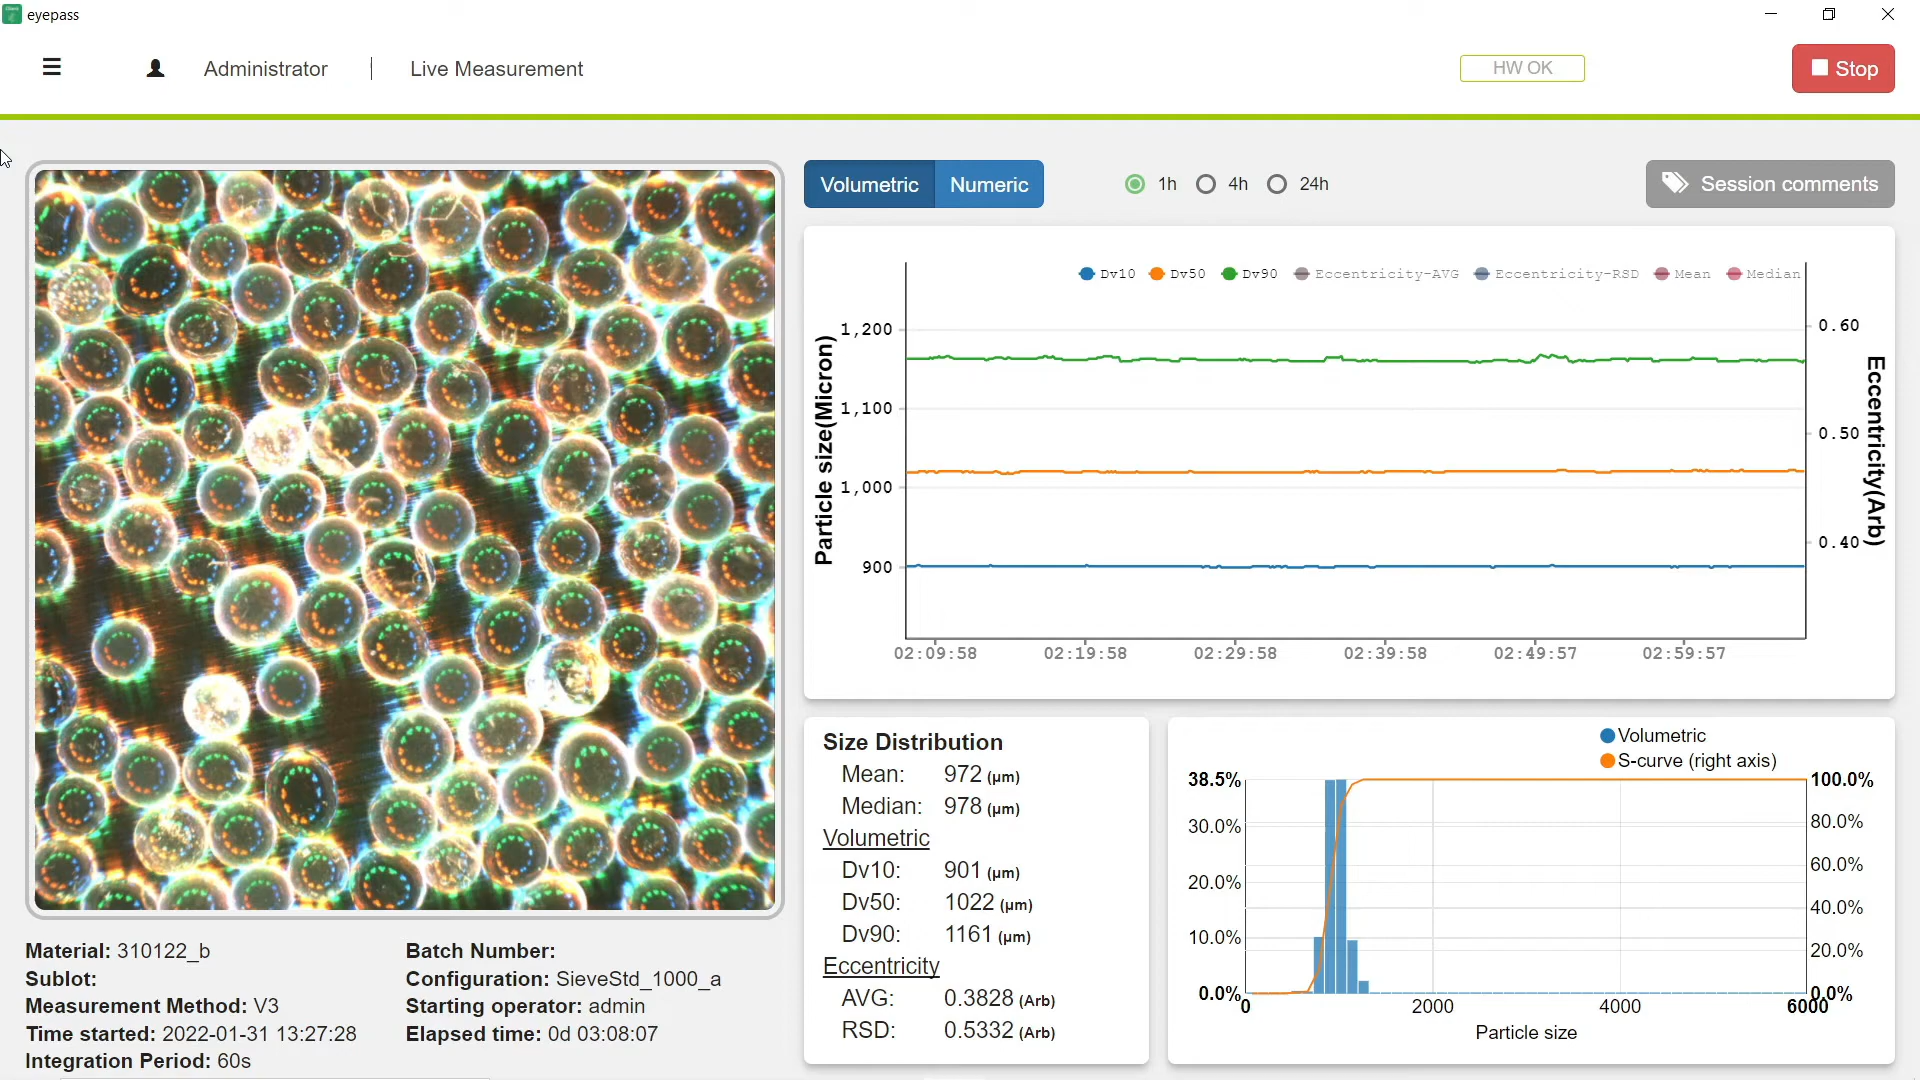 eyepass
Administrator | Live Measurement
HW OK
Stop
Volumetric Numeric
1h 4h 24h
Session comments
Dv10 Dv50 Dv90 Eccentricity-AVG Eccentricity-RSD Mean Median
Particle size(Micron)
1,200
1,100
1,000
900
0.60
0.50
0.40
Eccentricity(Arb)
02:09:58 02:19:58 02:29:58 02:39:58 02:49:57 02:59:57
Size Distribution
Mean: 972 (µm)
Median: 978 (µm)
Volumetric
Dv10: 901 (µm)
Dv50: 1022 (µm)
Dv90: 1161 (µm)
Eccentricity
AVG: 0.3828 (Arb)
RSD: 0.5332 (Arb)
Volumetric
S-curve (right axis)
38.5%
30.0%
20.0%
10.0%
0.0%
100.0%
80.0%
60.0%
40.0%
20.0%
0.0%
0 2000 4000 6000
Particle size
Material: 310122_b
Sublot:
Measurement Method: V3
Time started: 2022-01-31 13:27:28
Integration Period: 60s
Batch Number:
Configuration: SieveStd_1000_a
Starting operator: admin
Elapsed time: 0d 03:08:07